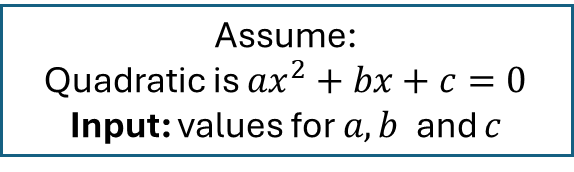 Assume:
Quadratic is ax² + bx + c = 0
Input: values for a, b and c